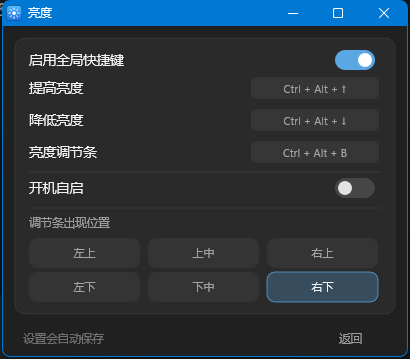 亮度
启用全局快捷键
提高亮度 Ctrl + Alt + ↑
降低亮度 Ctrl + Alt + ↓
亮度调节条 Ctrl + Alt + B
开机自启
调节条出现位置
左上 上中 右上
左下 下中 右下
设置会自动保存 返回